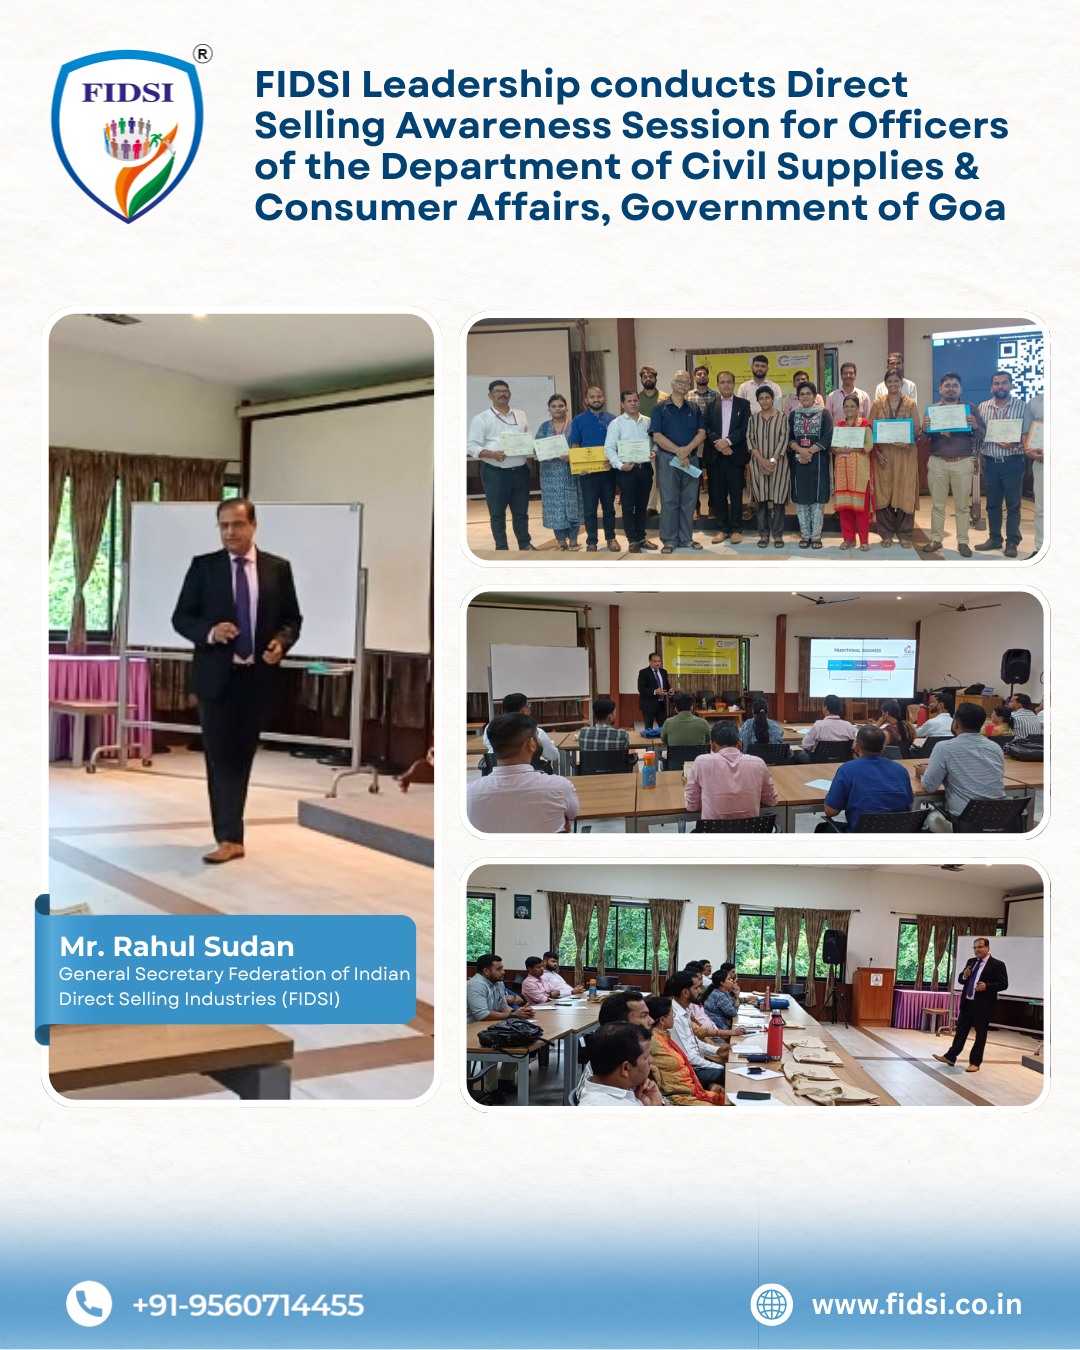 FIDSI
®
FIDSI Leadership conducts Direct
Selling Awareness Session for Officers
of the Department of Civil Supplies &
Consumer Affairs, Government of Goa
TRADITIONAL BUSINESS
Mr. Rahul Sudan
General Secretary Federation of Indian
Direct Selling Industries (FIDSI)
+91-9560714455
www.fidsi.co.in